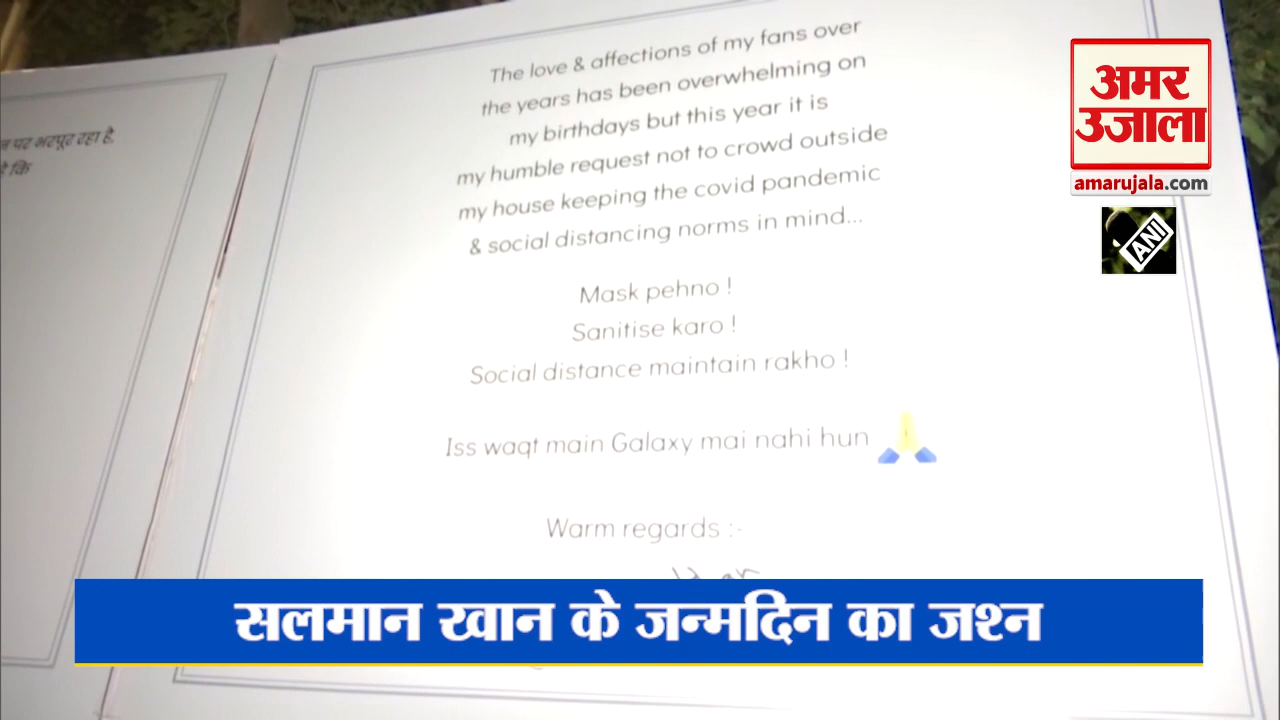 पर भरपूर रहा है,
है कि
The love & affections of my fans over
the years has been overwhelming on
my birthdays but this year it is
my humble request not to crowd outside
my house keeping the covid pandemic
& social distancing norms in mind...
Mask pehno !
Sanitise karo !
Social distance maintain rakho !
Iss waqt main Galaxy mai nahi hun 🙏
Warm regards :-
अमर
उजाला
amarujala.com
ANI
सलमान खान के जन्मदिन का जश्न